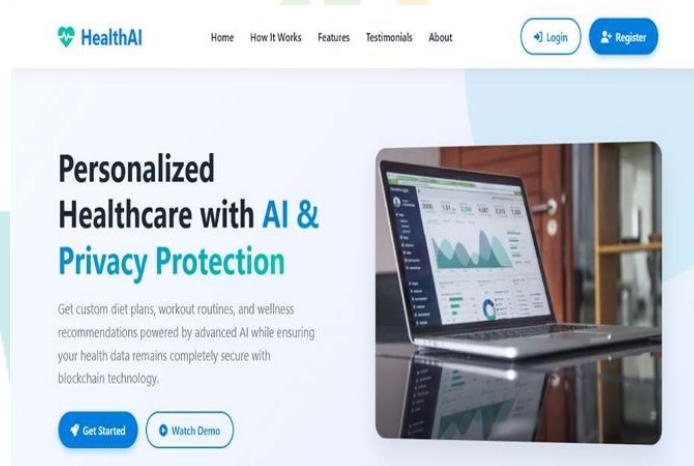 HealthAI
Home How It Works Features Testimonials About
Login Register
Personalized
Healthcare with AI &
Privacy Protection
Get custom diet plans, workout routines, and wellness
recommendations powered by advanced AI while ensuring
your health data remains completely secure with
blockchain technology.
Get Started Watch Demo